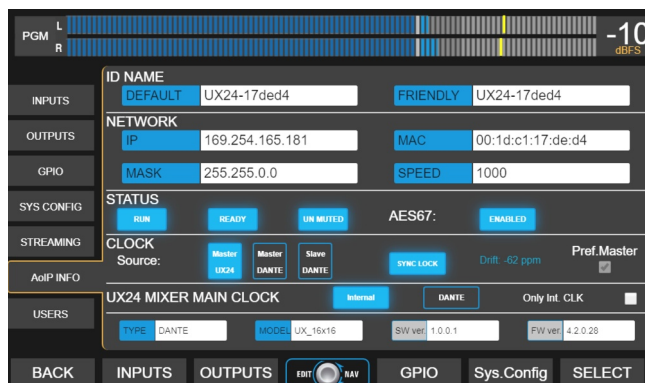 PGM L
R
-10
dBFS
INPUTS
OUTPUTS
GPIO
SYS CONFIG
STREAMING
AoIP INFO
USERS
ID NAME
DEFAULT UX24-17ded4 FRIENDLY UX24-17ded4
NETWORK
IP 169.254.165.181 MAC 00:1d:c1:17:de:d4
MASK 255.255.0.0 SPEED 1000
STATUS
RUN READY UN MUTED AES67: ENABLED
CLOCK
Source: Master UX24 Master DANTE Slave DANTE SYNC LOCK Drift: -62 ppm Pref.Master
UX24 MIXER MAIN CLOCK Internal DANTE Only Int. CLK
TYPE DANTE MODEL UX_16x16 SW ver. 1.0.0.1 FW ver. 4.2.0.28
BACK INPUTS OUTPUTS EDIT NAV GPIO Sys.Config SELECT